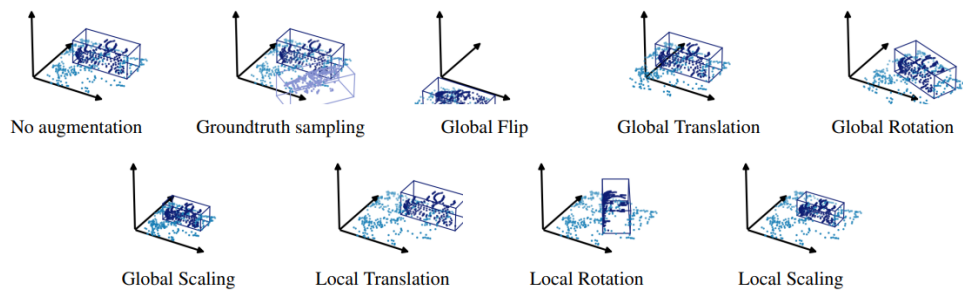 No augmentation
Groundtruth sampling
Global Flip
Global Translation
Global Rotation
Global Scaling
Local Translation
Local Rotation
Local Scaling